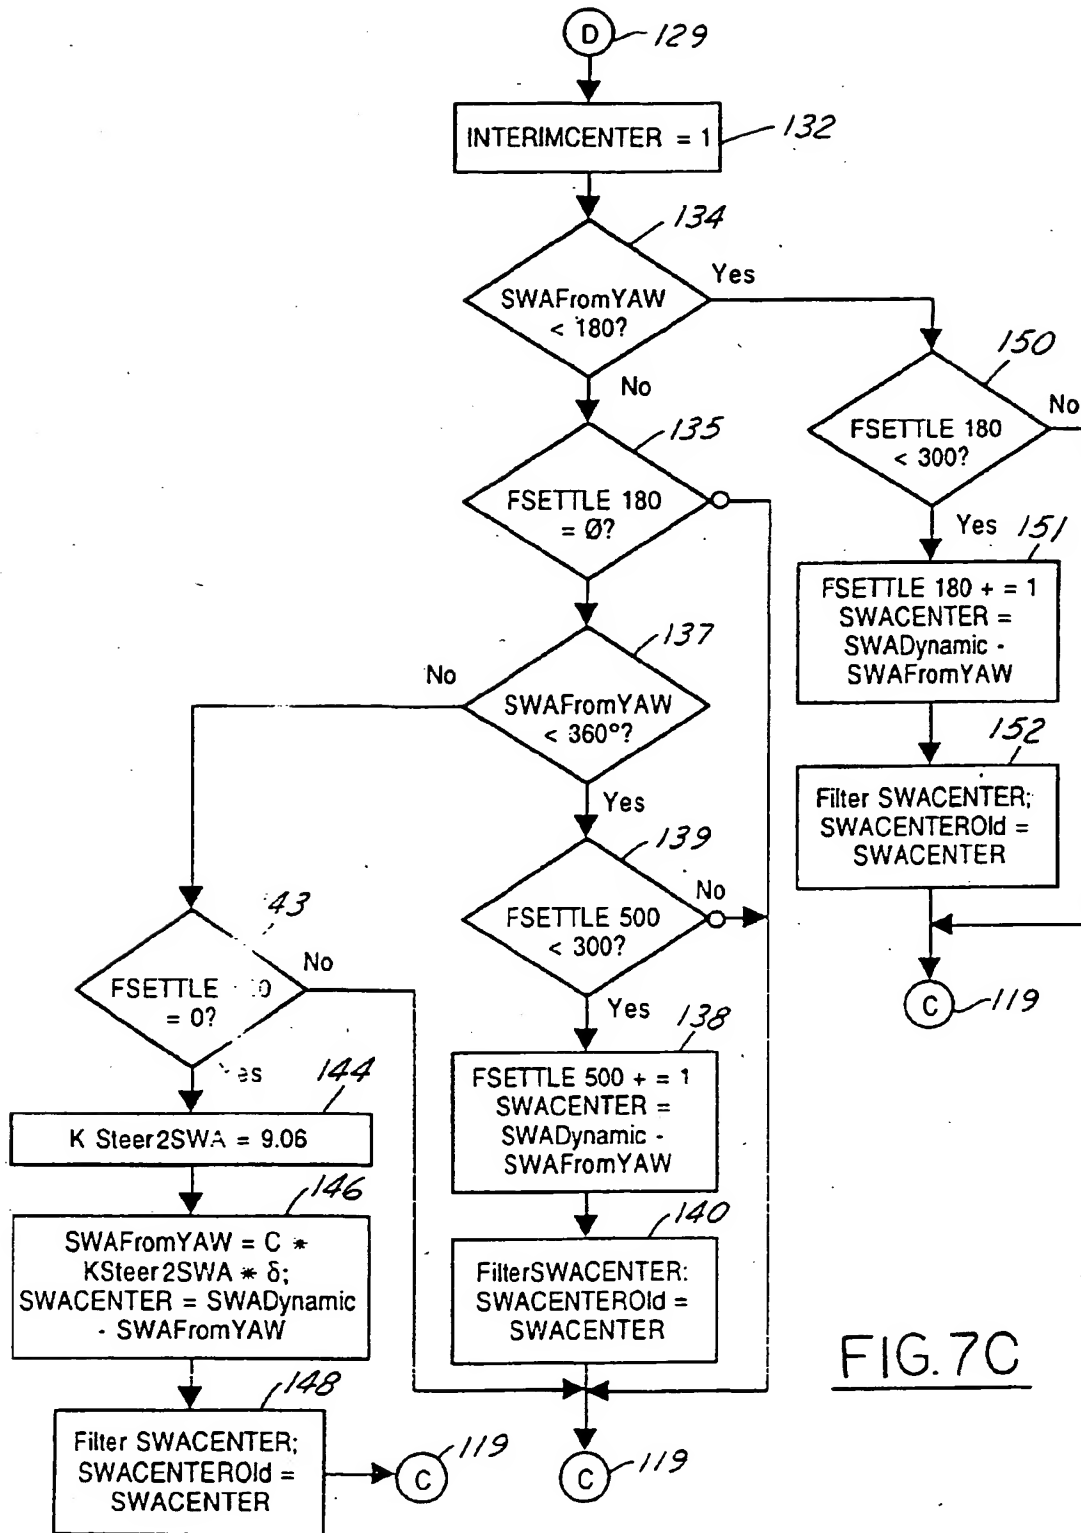 D
129
INTERIMCENTER = 1
132
134
SWAFromYAW
< 180?
Yes
No
150
FSETTLE 180
< 300?
No
Yes
135
FSETTLE 180
= Ø?
151
FSETTLE 180 + = 1
SWACENTER =
SWADynamic -
SWAFromYAW
137
SWAFromYAW
< 360°?
No
Yes
152
Filter SWACENTER;
SWACENTEROld =
SWACENTER
C
119
139
FSETTLE 500
< 300?
No
Yes
43
FSETTLE 0
= 0?
No
es
138
FSETTLE 500 + = 1
SWACENTER =
SWADynamic -
SWAFromYAW
144
K Steer2SWA = 9.06
146
SWAFromYAW = C *
KSteer2SWA * δ;
SWACENTER = SWADynamic
- SWAFromYAW
140
FilterSWACENTER:
SWACENTEROld =
SWACENTER
148
Filter SWACENTER;
SWACENTEROld =
SWACENTER
C
119
C
119
FIG.7C